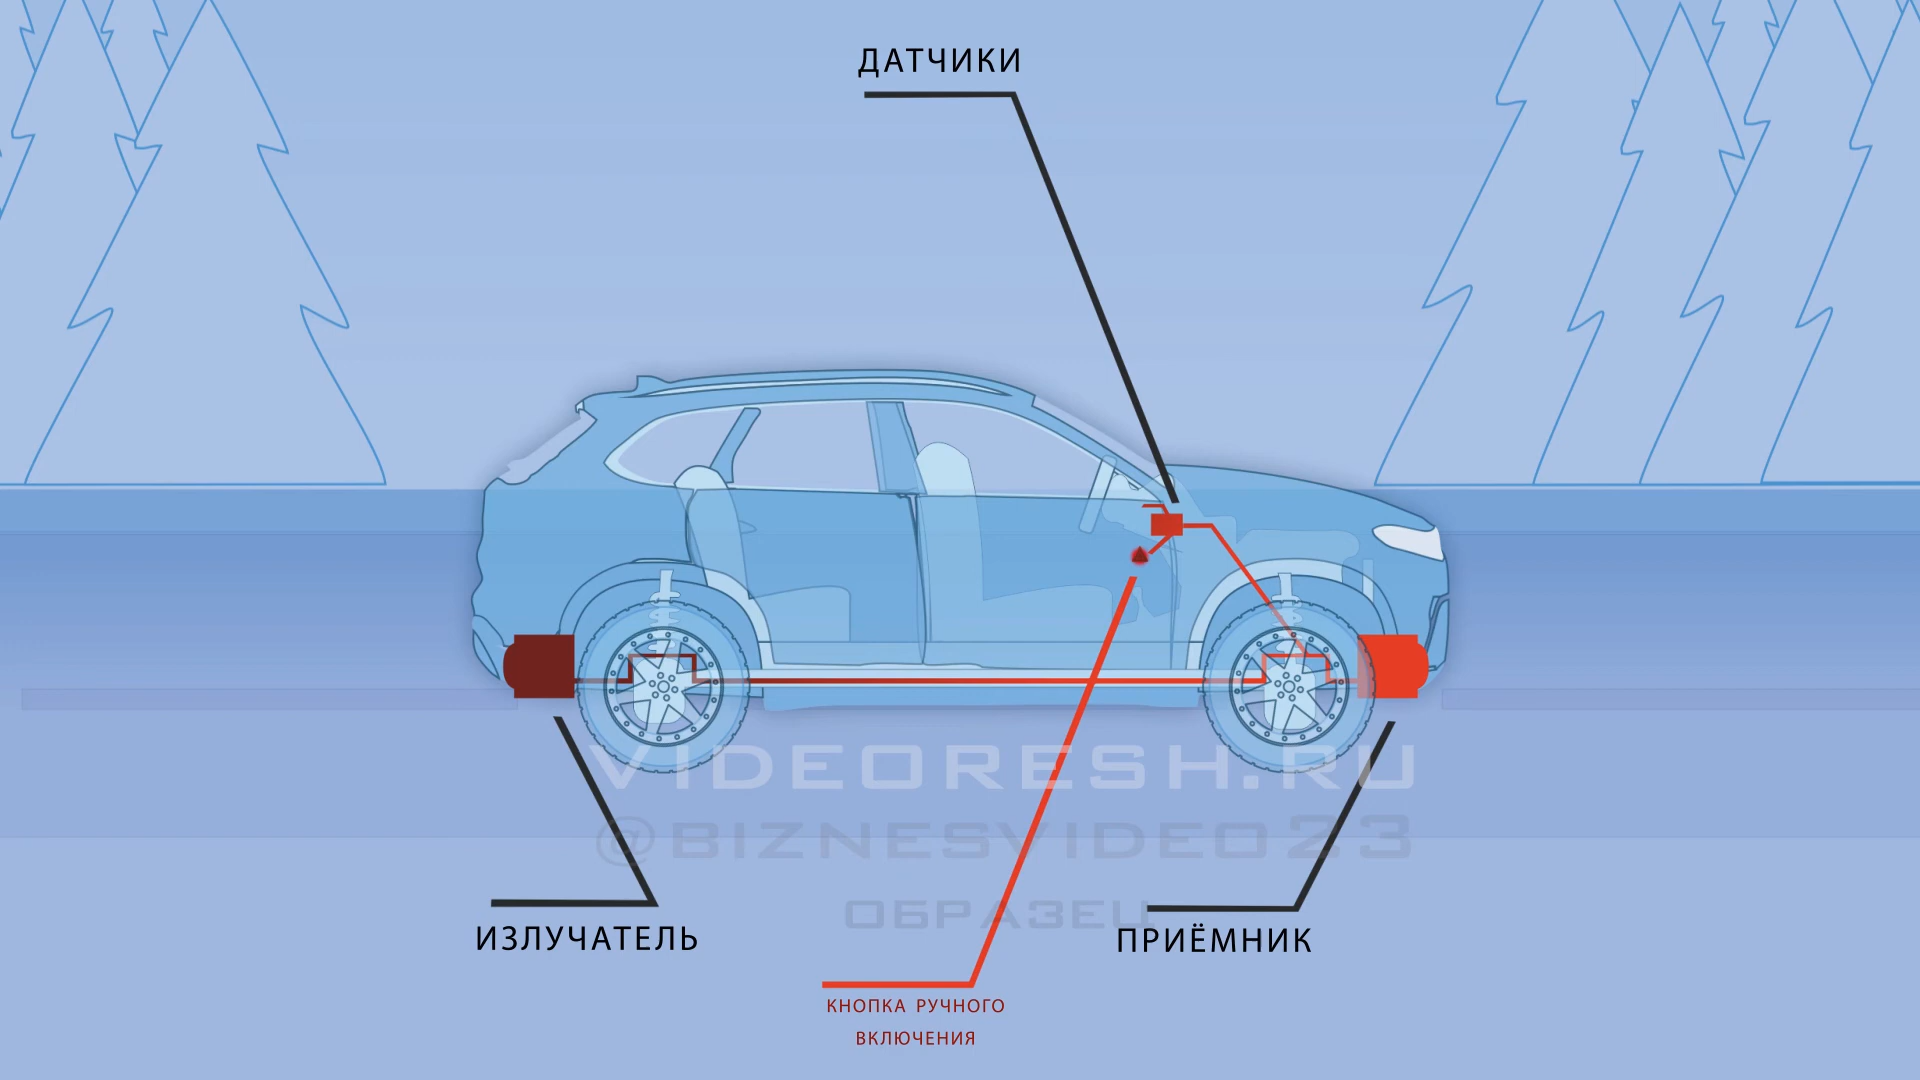 ДАТЧИКИ
VIDEORESH.RU
@BIZNESVIDEO23
ОБРАЗЕЦ
ИЗЛУЧАТЕЛЬ
ПРИЁМНИК
КНОПКА РУЧНОГО
ВКЛЮЧЕНИЯ